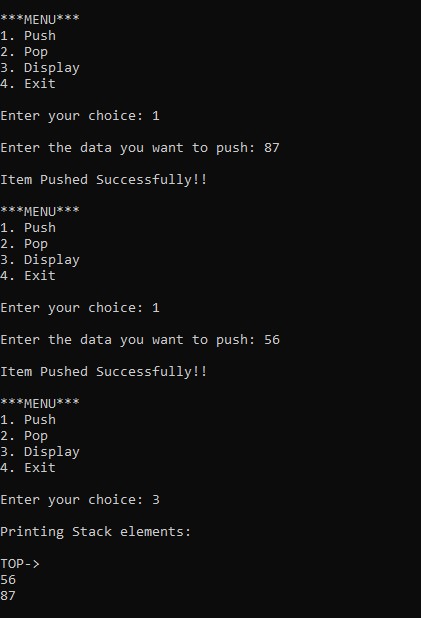 ***MENU***
1. Push
2. Pop
3. Display
4. Exit
Enter your choice: 1
Enter the data you want to push: 87
Item Pushed Successfully!!
***MENU***
1. Push
2. Pop
3. Display
4. Exit
Enter your choice: 1
Enter the data you want to push: 56
Item Pushed Successfully!!
***MENU***
1. Push
2. Pop
3. Display
4. Exit
Enter your choice: 3
Printing Stack elements:
TOP->
56
87